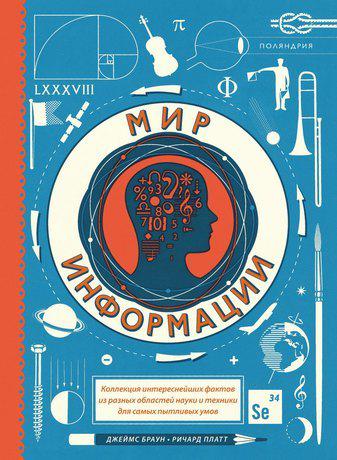 π
ПОЛЯНДРИЯ
LXXXVIII
Φ
МИР
ИНФОРМАЦИИ
Коллекция интереснейших фактов
из разных областей науки и техники
для самых пытливых умов
34
Se
ДЖЕЙМС БРАУН · РИЧАРД ПЛАТТ